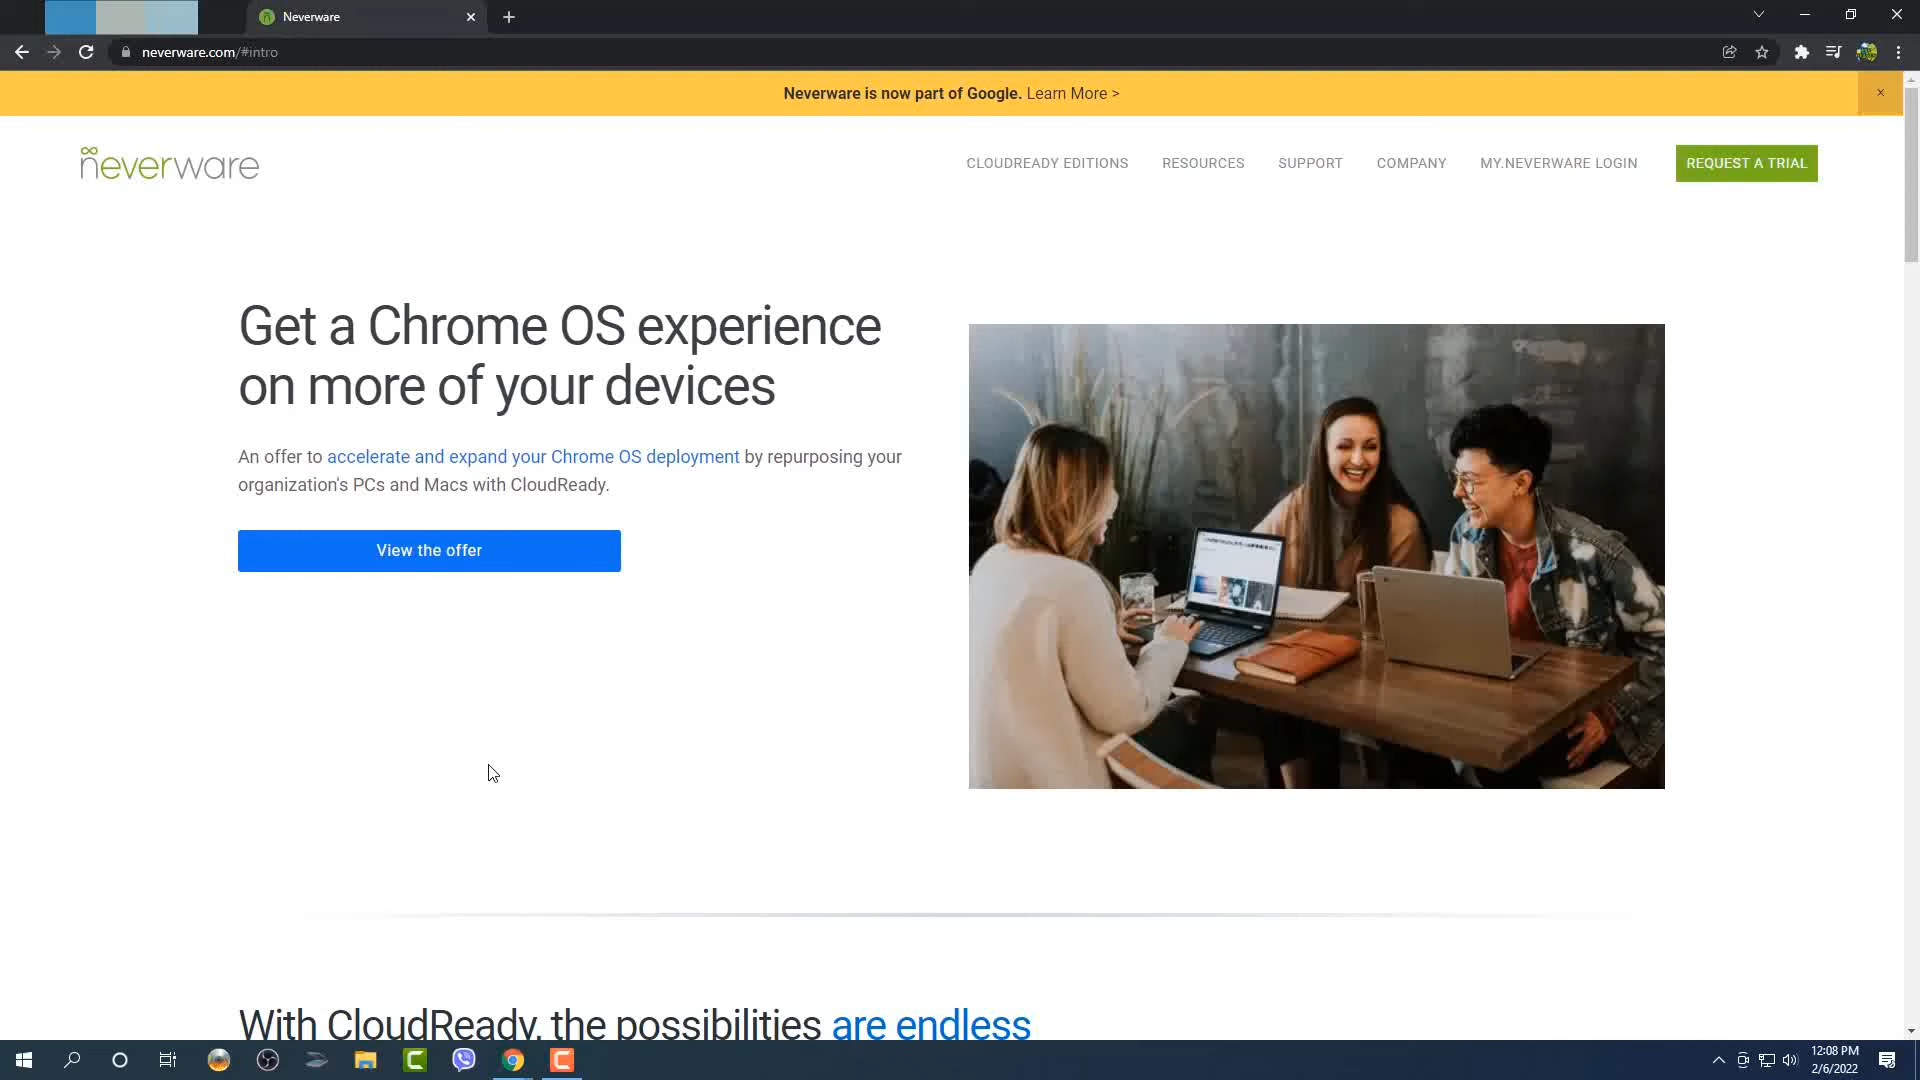 Neverware
neverware.com/#intro
Neverware is now part of Google. Learn More >
neverware
CLOUDREADY EDITIONS RESOURCES SUPPORT COMPANY MY.NEVERWARE LOGIN REQUEST A TRIAL
Get a Chrome OS experience
on more of your devices
An offer to accelerate and expand your Chrome OS deployment by repurposing your
organization's PCs and Macs with CloudReady.
View the offer
With CloudReady, the possibilities are endless
12:08 PM
2/6/2022